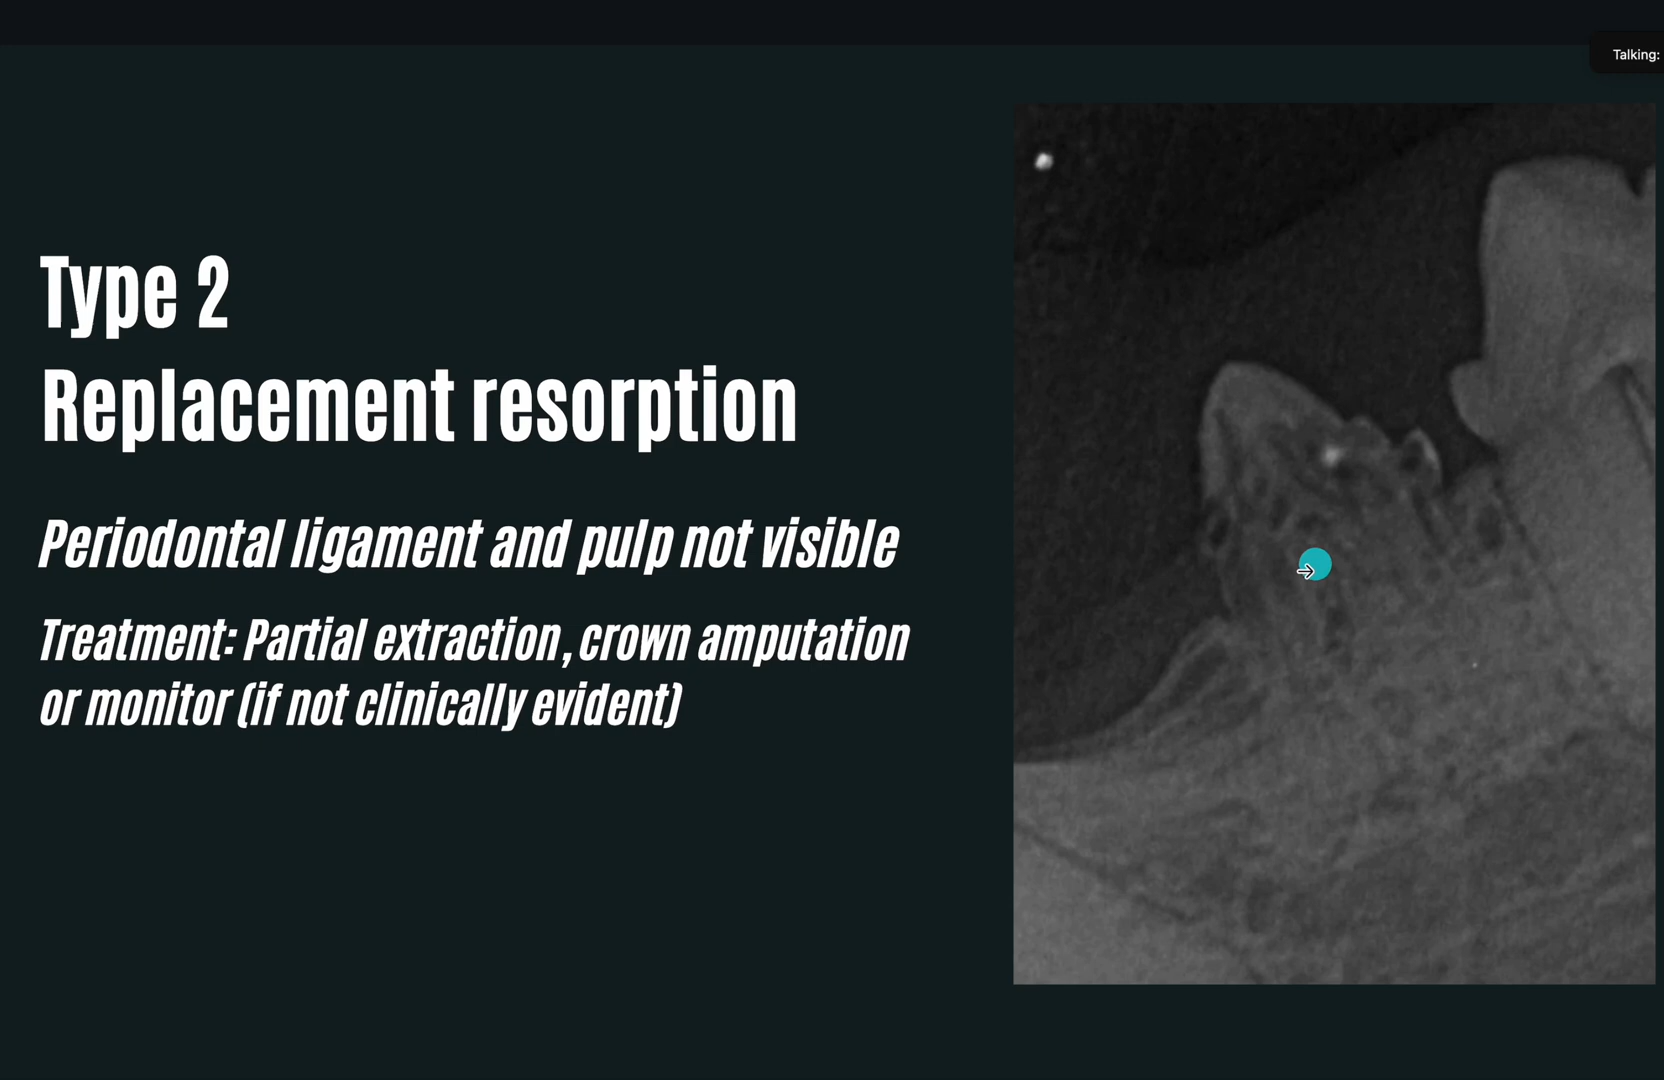 Talking:
Type 2
Replacement resorption
Periodontal ligament and pulp not visible
Treatment: Partial extraction, crown amputation
or monitor (if not clinically evident)